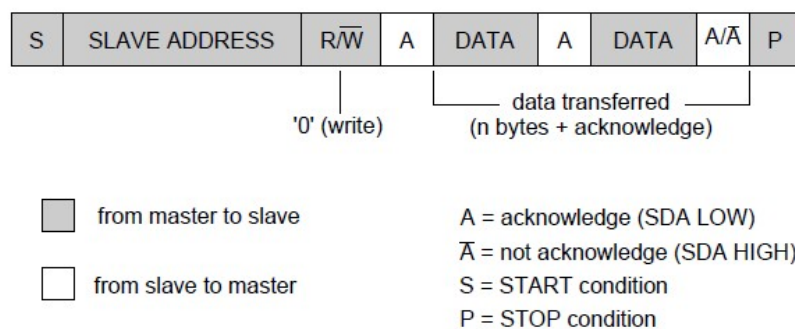 S SLAVE ADDRESS R/W̅ A DATA A DATA A/A̅ P
data transferred
'0' (write) (n bytes + acknowledge)
from master to slave
from slave to master
A = acknowledge (SDA LOW)
A̅ = not acknowledge (SDA HIGH)
S = START condition
P = STOP condition